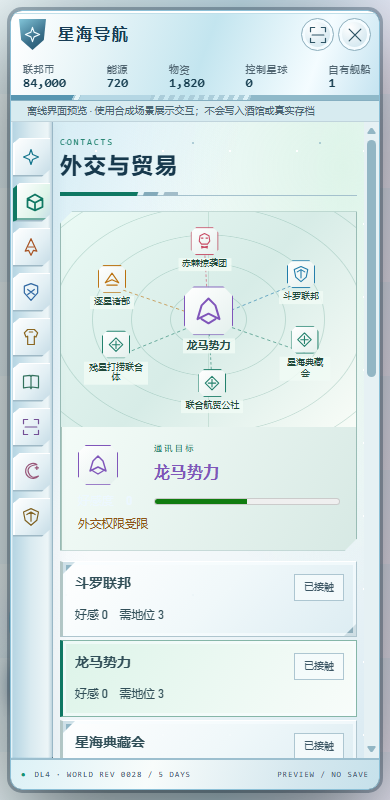 星海导航
联邦币 能源 物资 控制星球 自有舰船
84,000 720 1,820 0 1
离线界面预览 · 使用合成场景展示交互；不会写入酒馆或真实存档
CONTACTS
外交与贸易
赤棘掠袭团
逐星诸部
斗罗联邦
龙马势力
残星打捞联合
体
星海典藏
会
联合航贸公社
通讯目标
龙马势力
外交权限受限
斗罗联邦
已接触
好感 0 需地位 3
龙马势力
已接触
好感 0 需地位 3
星海典藏会
已接触
DL4 · WORLD REV 0028 / 5 DAYS
PREVIEW / NO SAVE